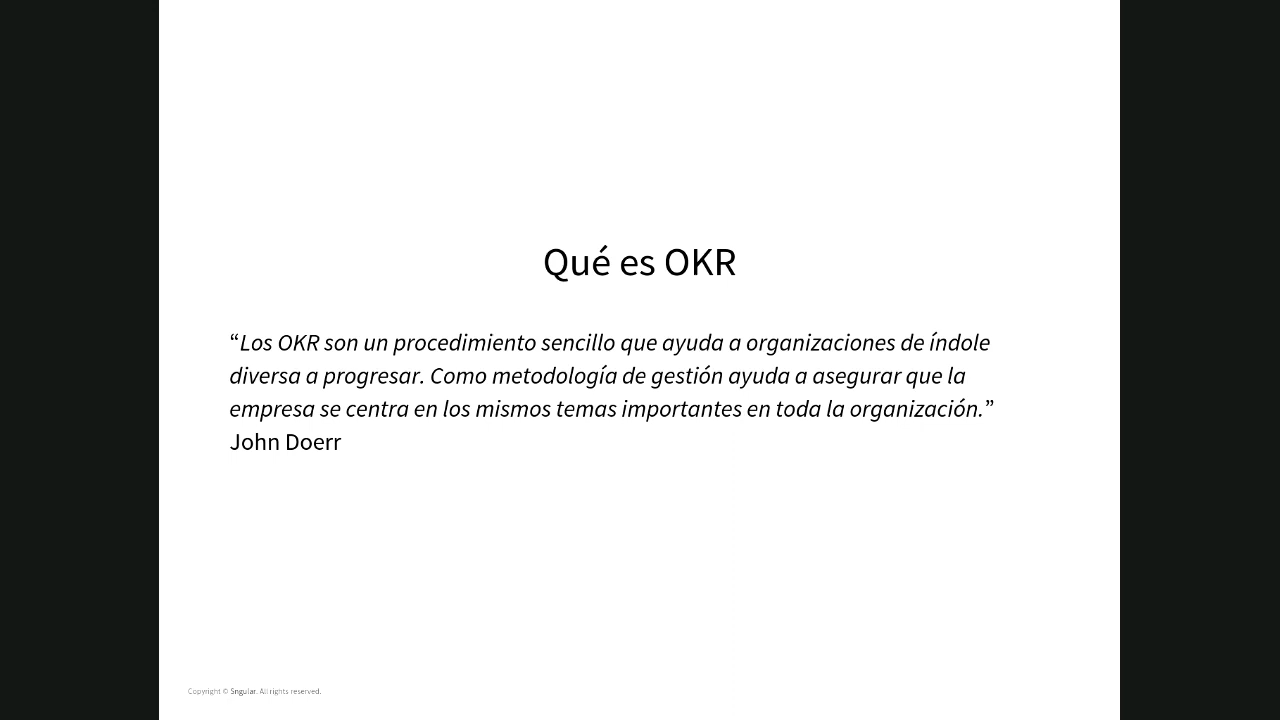 Qué es OKR
“Los OKR son un procedimiento sencillo que ayuda a organizaciones de índole
diversa a progresar. Como metodología de gestión ayuda a asegurar que la
empresa se centra en los mismos temas importantes en toda la organización.”
John Doerr
Copyright © Sngular. All rights reserved.